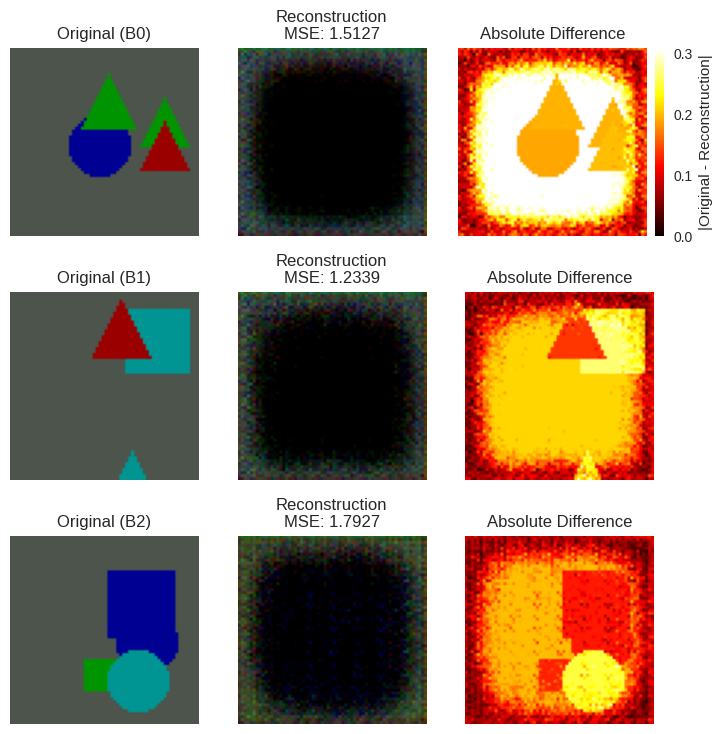 Original (B0)
Reconstruction
MSE: 1.5127
Absolute Difference
0.3
0.2
0.1
0.0
|Original - Reconstruction|
Original (B1)
Reconstruction
MSE: 1.2339
Absolute Difference
Original (B2)
Reconstruction
MSE: 1.7927
Absolute Difference